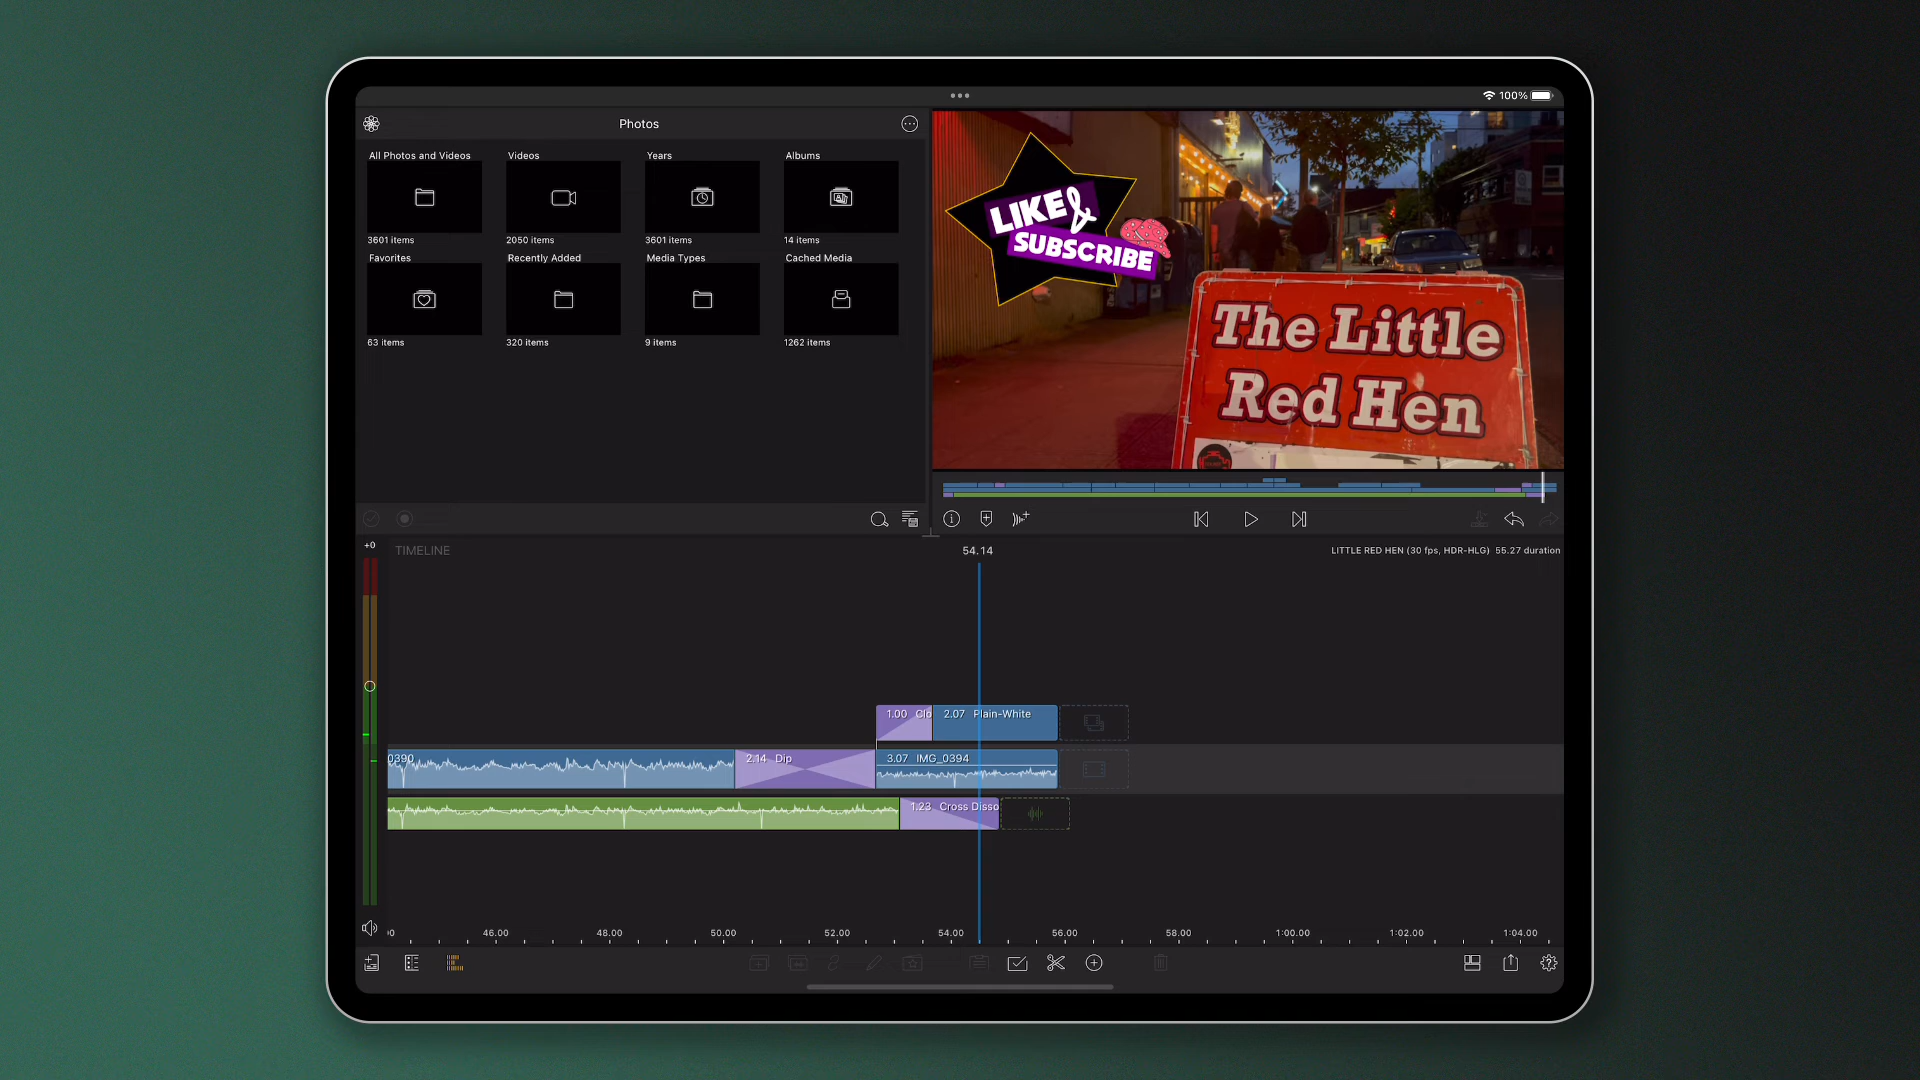 100%
Photos
All Photos and Videos
Videos
Years
Albums
3601 items
2050 items
3601 items
14 items
Favorites
Recently Added
Media Types
Cached Media
63 items
320 items
9 items
1262 items
LIKE &
SUBSCRIBE
The Little
Red Hen
+0
TIMELINE
54.14
LITTLE RED HEN (30 fps, HDR-HLG) 55.27 duration
1.00 Clo
2.07 Plain-White
0390
2.14 Dip
3.07 IMG_0394
1.23 Cross Disso
46.00
48.00
50.00
52.00
54.00
56.00
58.00
1:00.00
1:02.00
1:04.00